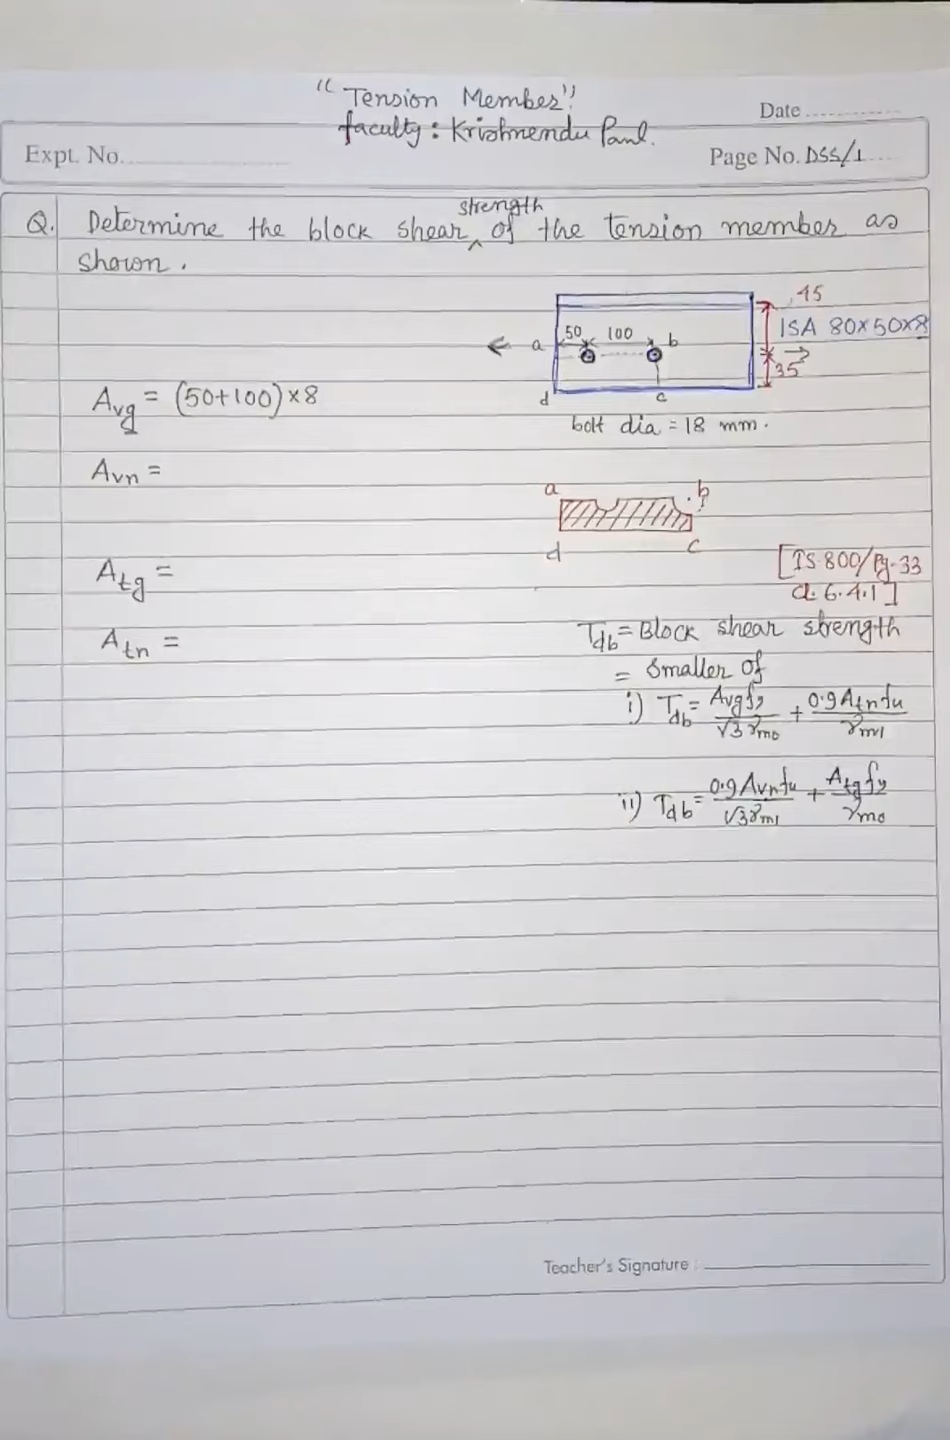 "Tension Member"
faculty: Krishnendu Paul.
Date
Expt. No.
Page No. DSS/1
Q. Determine the block shear strength of the tension member as
shown.
45
50 100
a b
ISA 80×50×8
35
d c
bolt dia = 18 mm.
Avg = (50+100)×8
Avn =
a b
d c
[IS 800/Pg-33
Cl. 6.4.1]
Atg =
Atn =
Tdb = Block shear strength
= Smaller of
i) Tdb = Avg fy/√3 γm0 + 0.9 Atn fu/γm1
ii) Tdb = 0.9 Avn fu/√3 γm1 + Atg fy/γm0
Teacher's Signature :